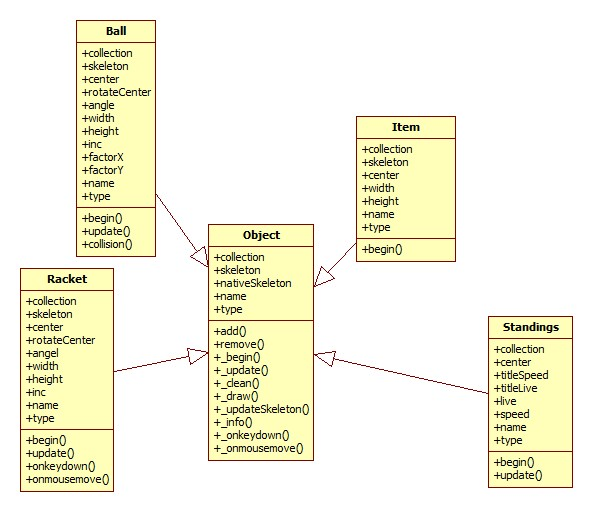 Ball
+collection
+skeleton
+center
+rotateCenter
+angle
+width
+height
+inc
+factorX
+factorY
+name
+type
+begin()
+update()
+collision()
Item
+collection
+skeleton
+center
+width
+height
+name
+type
+begin()
Object
+collection
+skeleton
+nativeSkeleton
+name
+type
+add()
+remove()
+_begin()
+_update()
+_clean()
+_draw()
+_updateSkeleton()
+_info()
+_onkeydown()
+_onmousemove()
Racket
+collection
+skeleton
+center
+rotateCenter
+angel
+width
+height
+inc
+name
+type
+begin()
+update()
+onkeydown()
+onmousemove()
Standings
+collection
+center
+titleSpeed
+titleLive
+live
+speed
+name
+type
+begin()
+update()